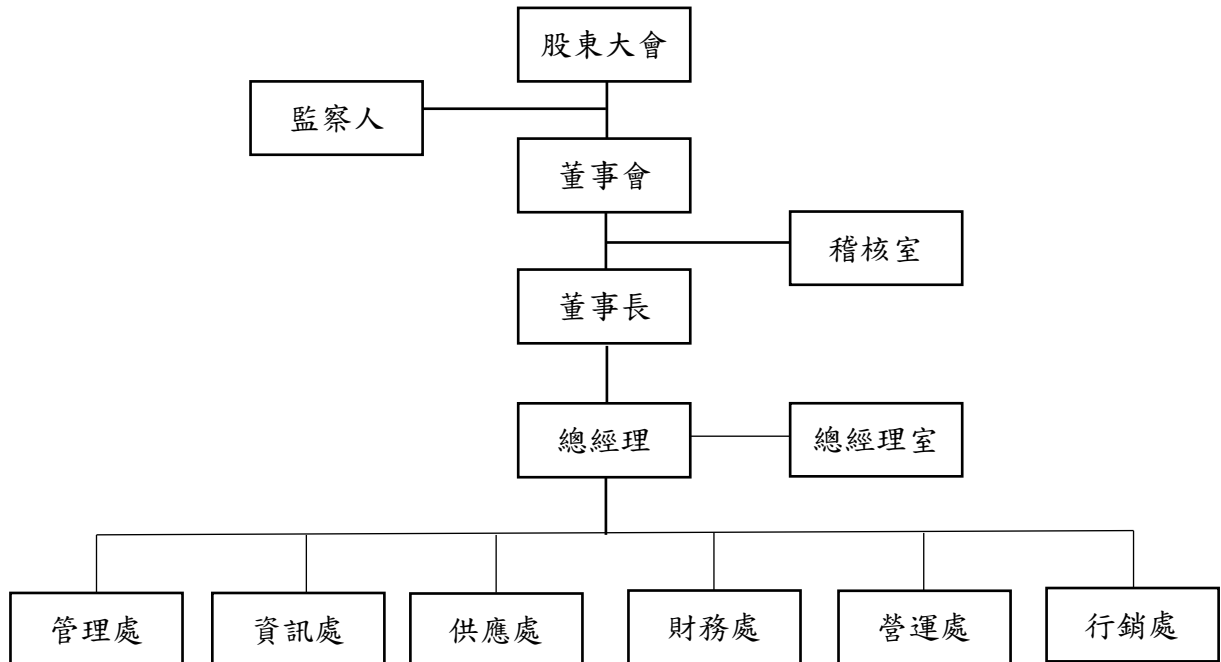 股東大會
監察人
董事會
稽核室
董事長
總經理
總經理室
管理處
資訊處
供應處
財務處
營運處
行銷處